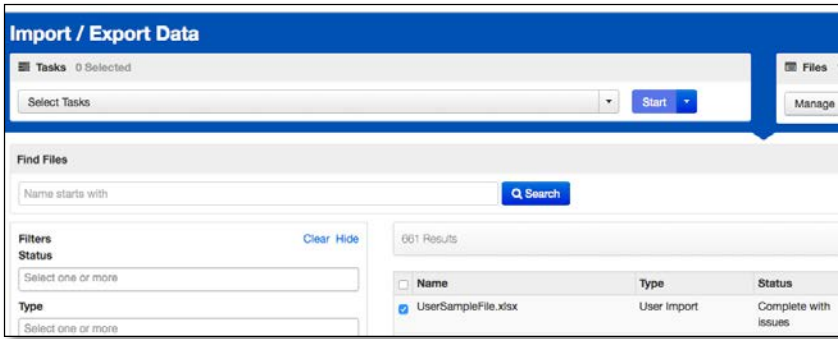 Import / Export Data
Tasks 0 Selected
Files
Select Tasks
Start
Manage
Find Files
Name starts with
Search
Filters
Clear Hide
661 Results
Status
Select one or more
Name Type Status
Type
UserSampleFile.xlsx User Import Complete with
issues
Select one or more